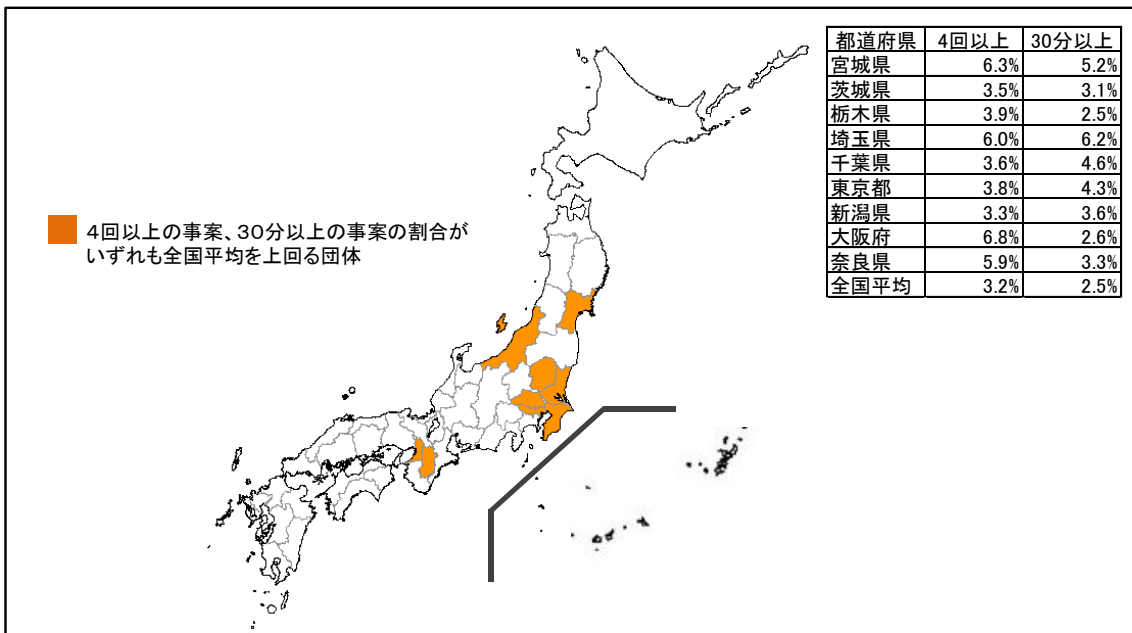 都道府県 4回以上 30分以上
宮城県 6.3% 5.2%
茨城県 3.5% 3.1%
栃木県 3.9% 2.5%
埼玉県 6.0% 6.2%
千葉県 3.6% 4.6%
東京都 3.8% 4.3%
新潟県 3.3% 3.6%
大阪府 6.8% 2.6%
奈良県 5.9% 3.3%
全国平均 3.2% 2.5%
4回以上の事案、30分以上の事案の割合が
いずれも全国平均を上回る団体